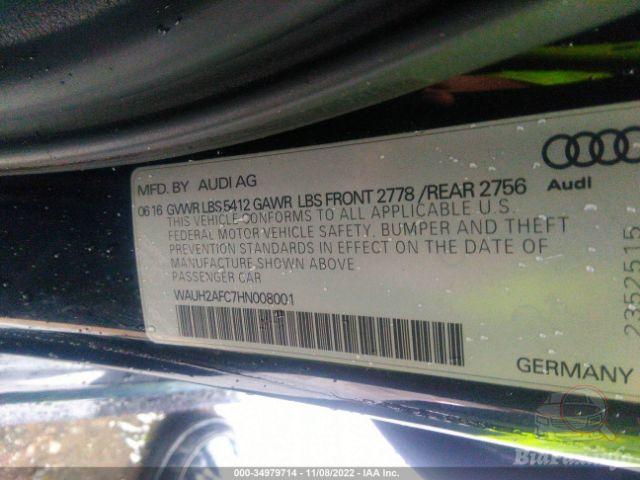 MFD. BY AUDI AG
06 16 GVWR LBS 5412 GAWR LBS FRONT 2778 / REAR 2756
THIS VEHICLE CONFORMS TO ALL APPLICABLE U.S.
FEDERAL MOTOR VEHICLE SAFETY, BUMPER AND THEFT
PREVENTION STANDARDS IN EFFECT ON THE DATE OF
MANUFACTURE SHOWN ABOVE
PASSENGER CAR
WAUH2AFC7HN008001
Audi
2352515
GERMANY
BidFax.info
000-34979714 - 11/08/2022 - IAA Inc.